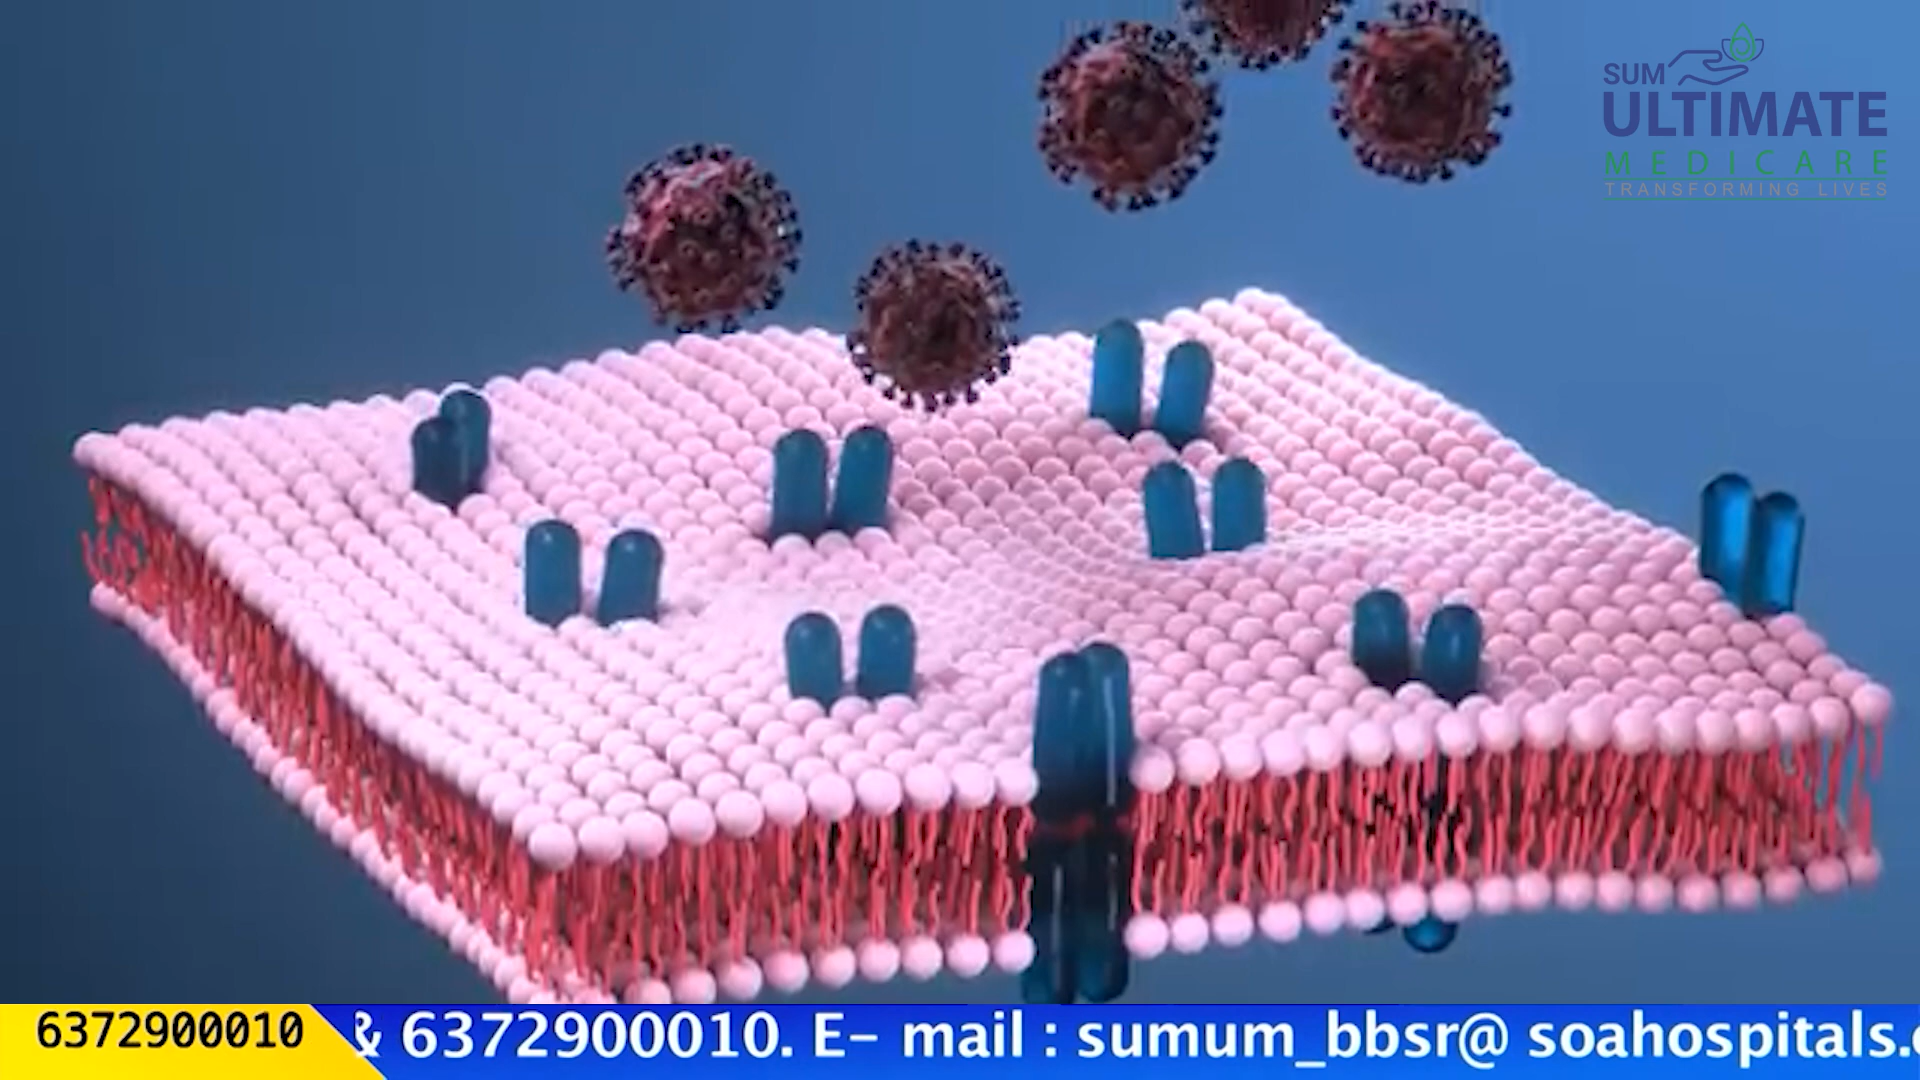 SUM
ULTIMATE
MEDICARE
TRANSFORMING LIVES
6372900010
& 6372900010. E- mail : sumum_bbsr@ soahospitals.